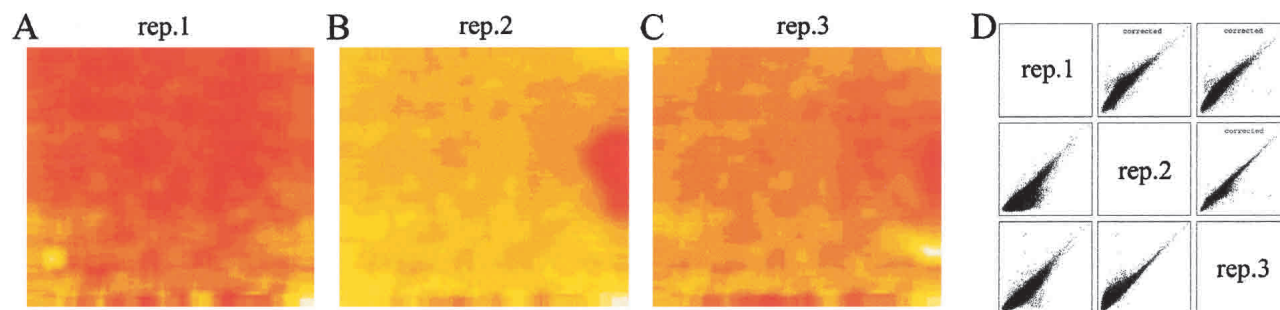 A rep.1 B rep.2 C rep.3 D
corrected corrected
rep.1
corrected
rep.2
rep.3